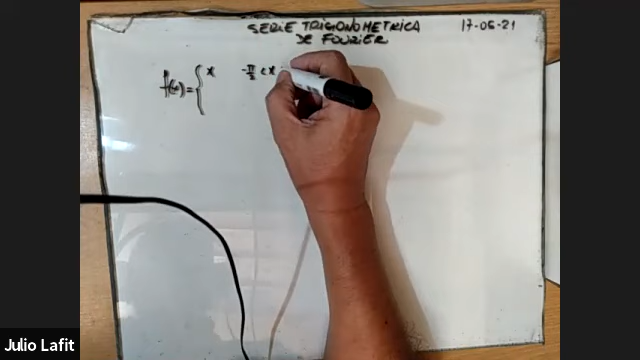 SERIE TRIGONOMETRICA 17-06-21
DE FOURIER
f(x)= { x -π/2 < x
Julio Lafit